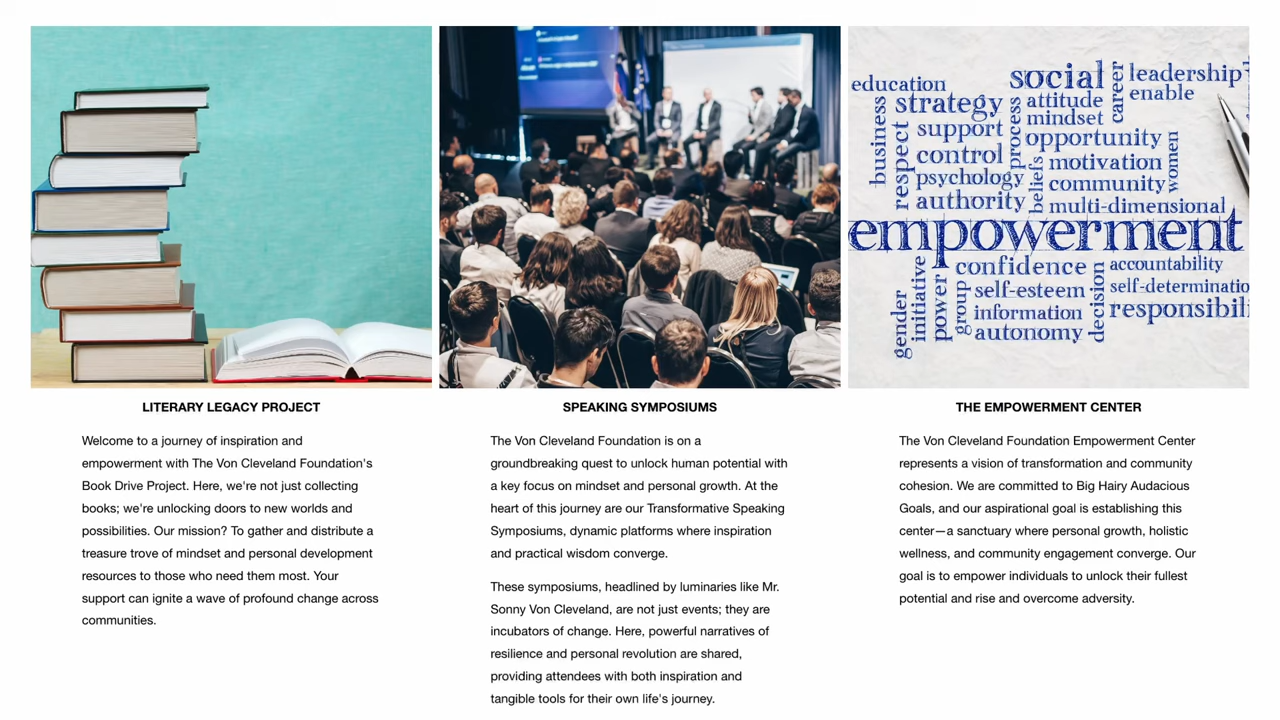 education
social
leadership
career
enable
business
strategy
process
attitude
mindset
respect
support
opportunity
control
beliefs
motivation
women
psychology
community
authority
multi-dimensional
empowerment
gender
initiative
power
group
confidence
decision
accountability
self-esteem
information
autonomy
LITERARY LEGACY PROJECT
Welcome to a journey of inspiration and
empowerment with The Von Cleveland Foundation's
Book Drive Project. Here, we're not just collecting
books; we're unlocking doors to new worlds and
possibilities. Our mission? To gather and distribute a
treasure trove of mindset and personal development
resources to those who need them most. Your
support can ignite a wave of profound change across
communities.
SPEAKING SYMPOSIUMS
The Von Cleveland Foundation is on a
groundbreaking quest to unlock human potential with
a key focus on mindset and personal growth. At the
heart of this journey are our Transformative Speaking
Symposiums, dynamic platforms where inspiration
and practical wisdom converge.
These symposiums, headlined by luminaries like Mr.
Sonny Von Cleveland, are not just events; they are
incubators of change. Here, powerful narratives of
resilience and personal revolution are shared,
providing attendees with both inspiration and
tangible tools for their own life's journey.
THE EMPOWERMENT CENTER
The Von Cleveland Foundation Empowerment Center
represents a vision of transformation and community
cohesion. We are committed to Big Hairy Audacious
Goals, and our aspirational goal is establishing this
center—a sanctuary where personal growth, holistic
wellness, and community engagement converge. Our
goal is to empower individuals to unlock their fullest
potential and rise and overcome adversity.